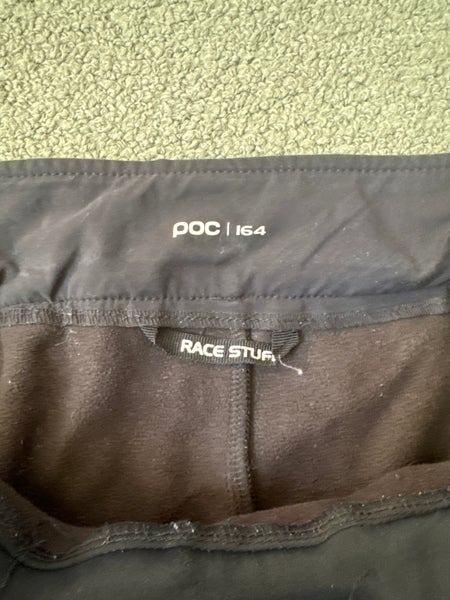 POC | 164
RACE STUFF